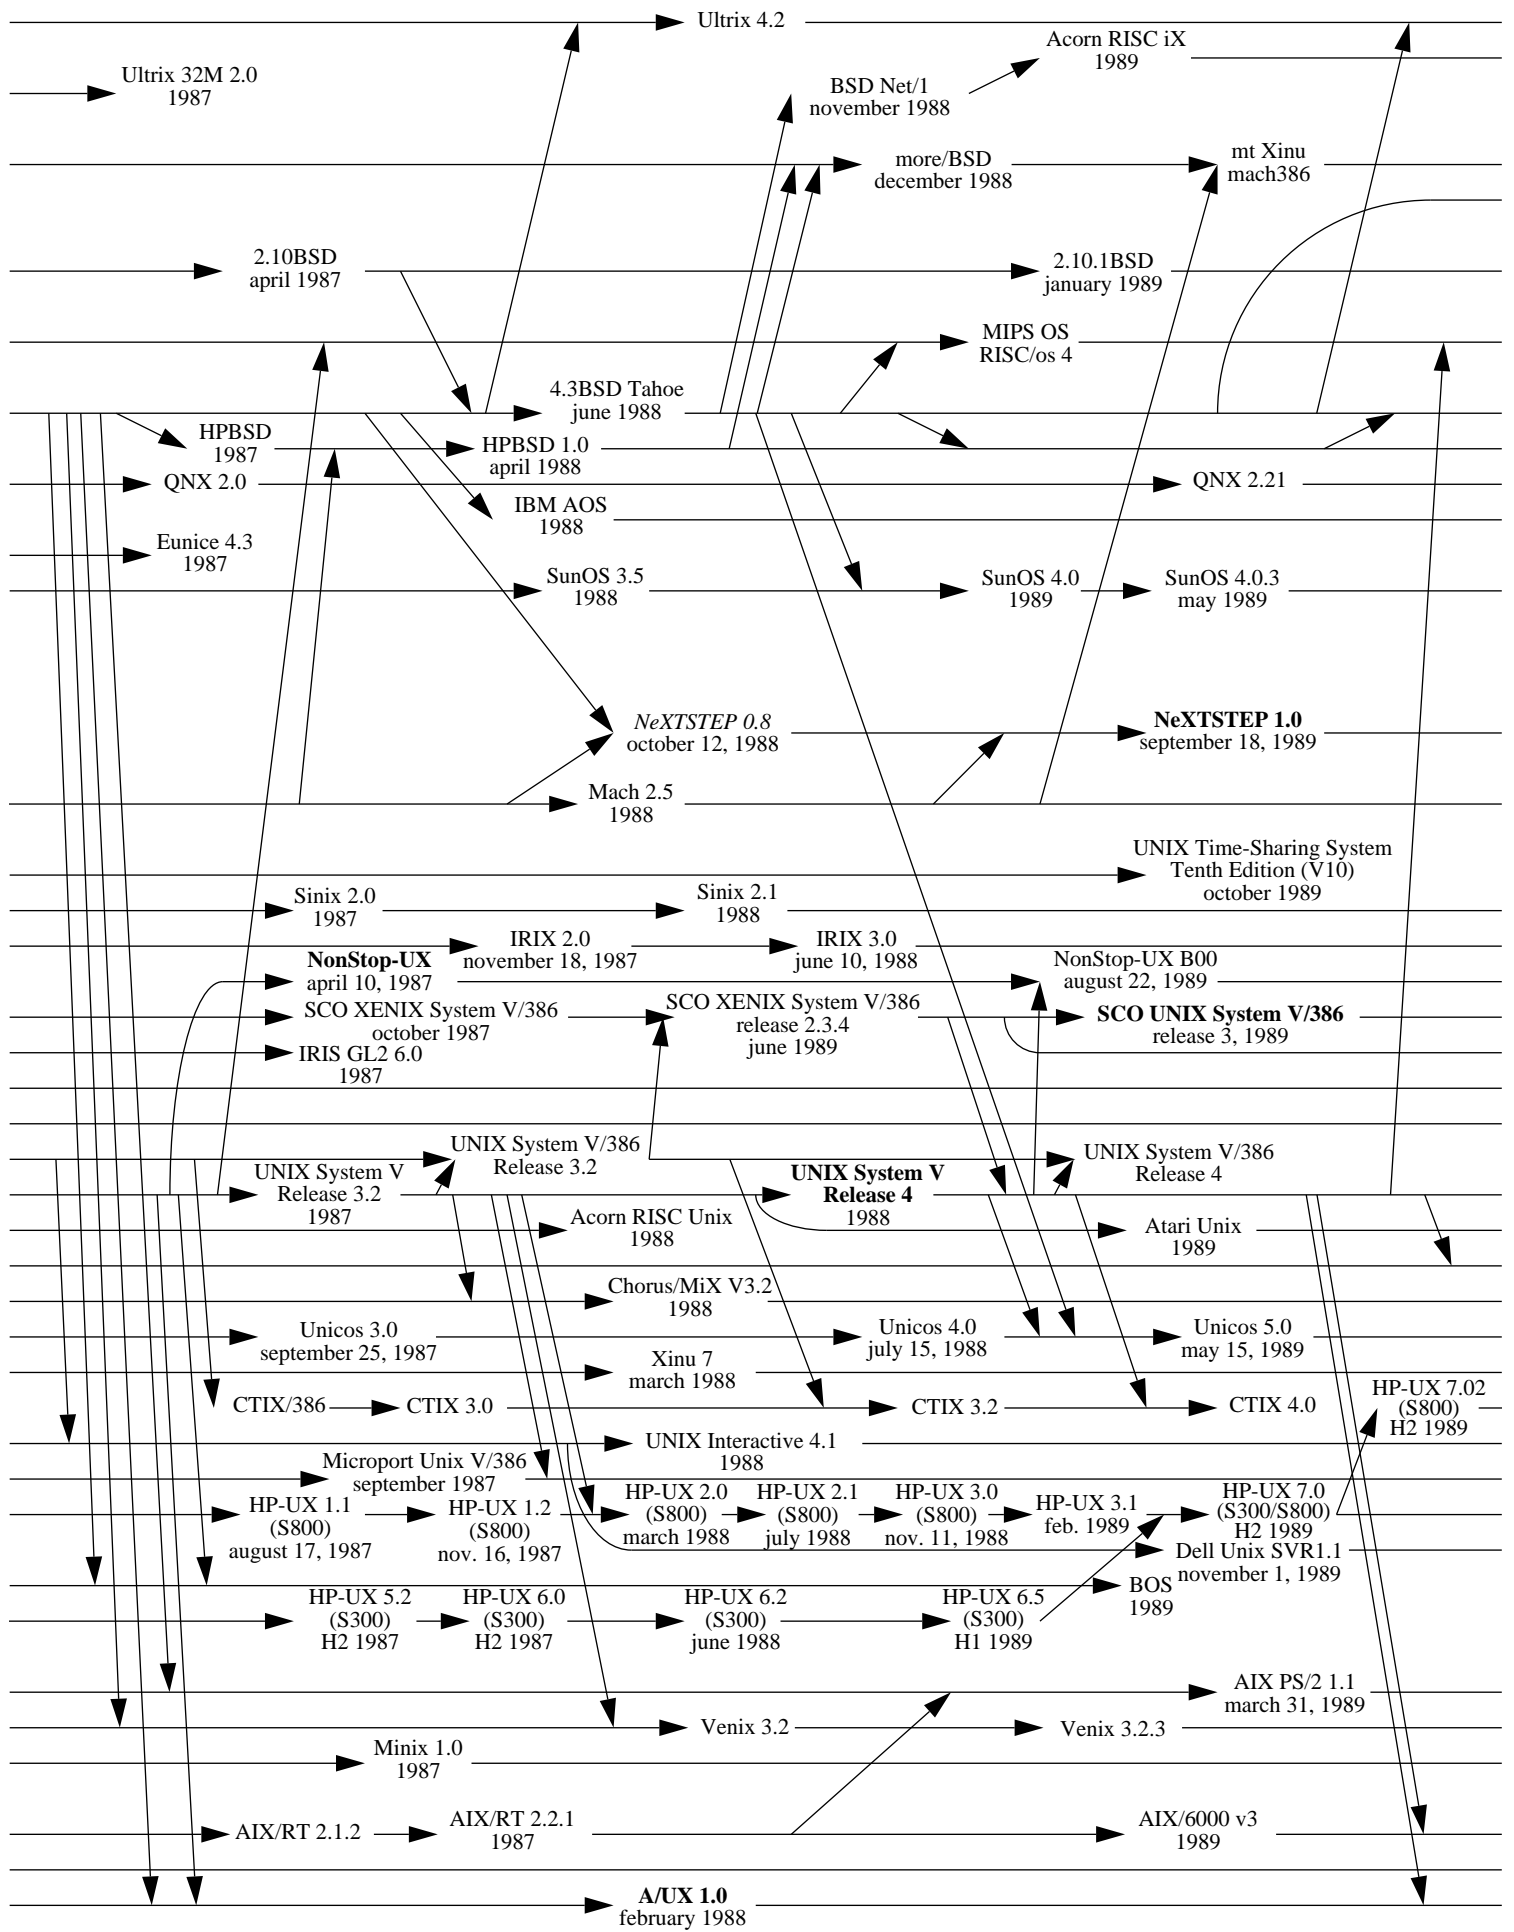 Ultrix 4.2
Acorn RISC iX
1989
Ultrix 32M 2.0
1987
BSD Net/1
november 1988
more/BSD
december 1988
mt Xinu
mach386
2.10BSD
april 1987
2.10.1BSD
january 1989
MIPS OS
RISC/os 4
4.3BSD Tahoe
june 1988
HPBSD
1987
HPBSD 1.0
april 1988
QNX 2.0
QNX 2.21
IBM AOS
1988
Eunice 4.3
1987
SunOS 3.5
1988
SunOS 4.0
1989
SunOS 4.0.3
may 1989
NeXTSTEP 0.8
october 12, 1988
NeXTSTEP 1.0
september 18, 1989
Mach 2.5
1988
UNIX Time-Sharing System
Tenth Edition (V10)
october 1989
Sinix 2.0
1987
Sinix 2.1
1988
IRIX 2.0
november 18, 1987
IRIX 3.0
june 10, 1988
NonStop-UX
april 10, 1987
NonStop-UX B00
august 22, 1989
SCO XENIX System V/386
october 1987
SCO XENIX System V/386
release 2.3.4
june 1989
SCO UNIX System V/386
release 3, 1989
IRIS GL2 6.0
1987
UNIX System V/386
Release 3.2
UNIX System V/386
Release 4
UNIX System V
Release 3.2
1987
UNIX System V
Release 4
1988
Acorn RISC Unix
1988
Atari Unix
1989
Chorus/MiX V3.2
1988
Unicos 3.0
september 25, 1987
Unicos 4.0
july 15, 1988
Unicos 5.0
may 15, 1989
Xinu 7
march 1988
CTIX/386
CTIX 3.0
CTIX 3.2
CTIX 4.0
HP-UX 7.02
(S800)
H2 1989
UNIX Interactive 4.1
1988
Microport Unix V/386
september 1987
HP-UX 1.1
(S800)
august 17, 1987
HP-UX 1.2
(S800)
nov. 16, 1987
HP-UX 2.0
(S800)
march 1988
HP-UX 2.1
(S800)
july 1988
HP-UX 3.0
(S800)
nov. 11, 1988
HP-UX 3.1
feb. 1989
HP-UX 7.0
(S300/S800)
H2 1989
Dell Unix SVR1.1
november 1, 1989
BOS
1989
HP-UX 5.2
(S300)
H2 1987
HP-UX 6.0
(S300)
H2 1987
HP-UX 6.2
(S300)
june 1988
HP-UX 6.5
(S300)
H1 1989
AIX PS/2 1.1
march 31, 1989
Venix 3.2
Venix 3.2.3
Minix 1.0
1987
AIX/RT 2.1.2
AIX/RT 2.2.1
1987
AIX/6000 v3
1989
A/UX 1.0
february 1988